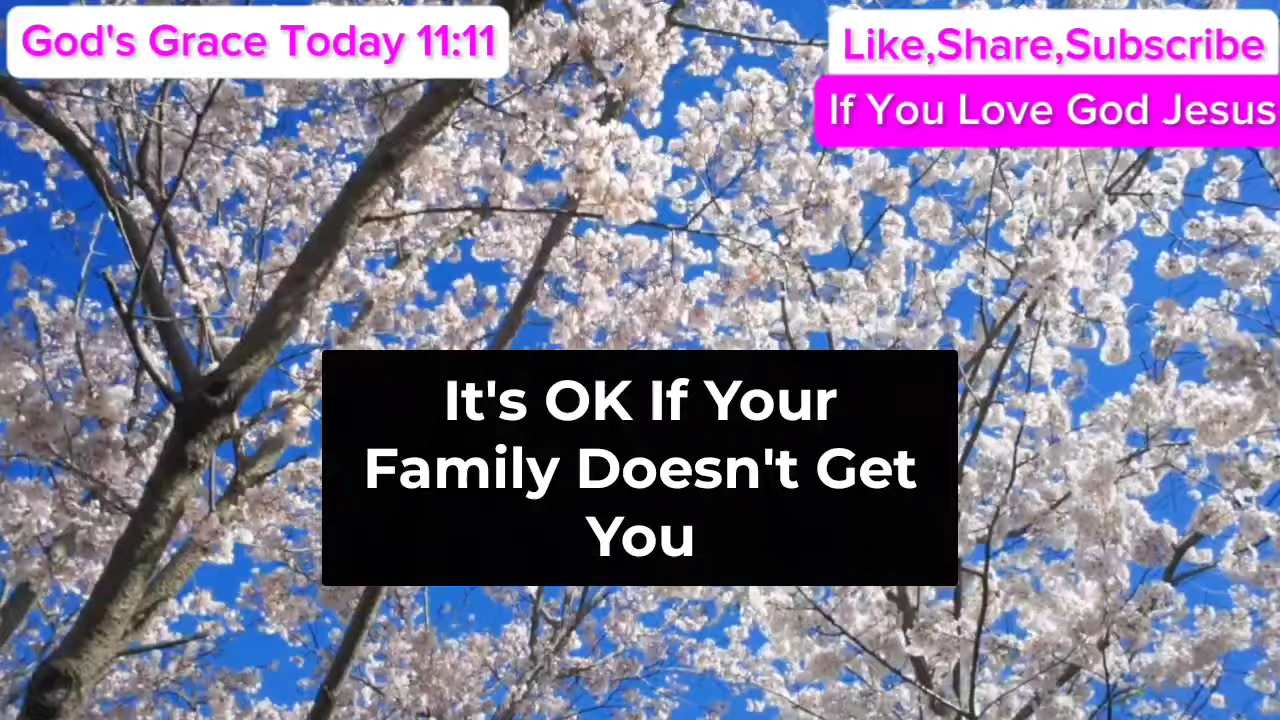 God's Grace Today 11:11
Like,Share,Subscribe
If You Love God Jesus
It's OK If Your
Family Doesn't Get
You